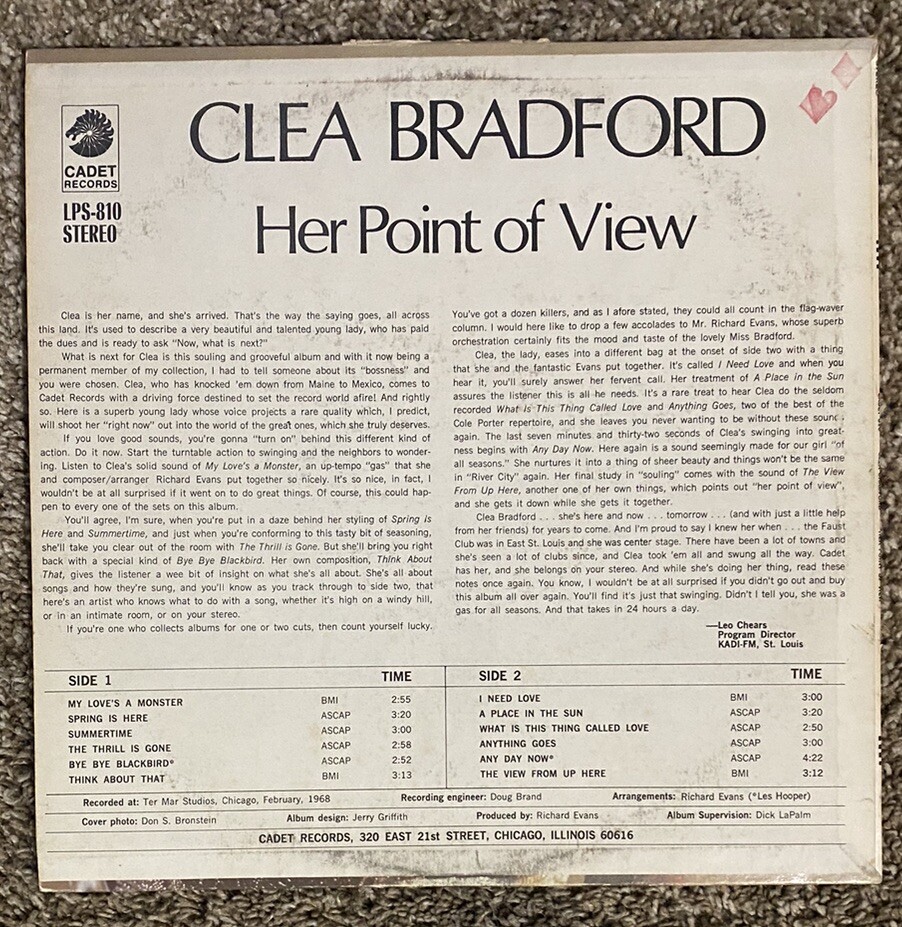 CLEA BRADFORD
CADET
RECORDS
LPS-810
STEREO
Her Point of View
Clea is her name, and she's arrived. That's the way the saying goes, all across
this land. It's used to describe a very beautiful and talented young lady, who has paid
the dues and is ready to ask "Now, what is next?"
What is next for Clea is this souling and grooveful album and with it now being a
permanent member of my collection, I had to tell someone about its "bossness" and
you were chosen. Clea, who has knocked 'em down from Maine to Mexico, comes to
Cadet Records with a driving force destined to set the record world afire! And rightly
so. Here is a superb young lady whose voice projects a rare quality which, I predict,
will shoot her "right now" out into the world of the great ones, which she truly deserves.
If you love good sounds, you're gonna "turn on" behind this different kind of
action. Do it now. Start the turntable action to swinging and the neighbors to wonder-
ing. Listen to Clea's solid sound of My Love's a Monster, an up-tempo "gas" that she
and composer/arranger Richard Evans put together so nicely. It's so nice, in fact, I
wouldn't be at all surprised if it went on to do great things. Of course, this could hap-
pen to every one of the sets on this album.
You'll agree, I'm sure, when you're put in a daze behind her styling of Spring Is
Here and Summertime, and just when you're conforming to this tasty bit of seasoning,
she'll take you clear out of the room with The Thrill is Gone. But she'll bring you right
back with a special kind of Bye Bye Blackbird. Her own composition, Think About
That, gives the listener a wee bit of insight on what she's all about. She's all about
songs and how they're sung, and you'll know as you track through to side two, that
here's an artist who knows what to do with a song, whether it's high on a windy hill,
or in an intimate room, or on your stereo.
If you're one who collects albums for one or two cuts, then count yourself lucky.
You've got a dozen killers, and as I afore stated, they could all count in the flag-waver
column. I would here like to drop a few accolades to Mr. Richard Evans, whose superb
orchestration certainly fits the mood and taste of the lovely Miss Bradford.
Clea, the lady, eases into a different bag at the onset of side two with a thing
that she and the fantastic Evans put together. It's called I Need Love and when you
hear it, you'll surely answer her fervent call. Her treatment of A Place in the Sun
assures the listener this is all he needs. It's a rare treat to hear Clea do the seldom
recorded What Is This Thing Called Love and Anything Goes, two of the best of the
Cole Porter repertoire, and she leaves you never wanting to be without these sound
again. The last seven minutes and thirty-two seconds of Clea's swinging into great-
ness begins with Any Day Now. Here again is a sound seemingly made for our girl "of
all seasons." She nurtures it into a thing of sheer beauty and things won't be the same
in "River City" again. Her final study in "souling" comes with the sound of The View
From Up Here, another one of her own things, which points out "her point of view",
and she gets it down while she gets it together.
Clea Bradford . . . she's here and now . . . tomorrow . . . (and with just a little help
from her friends) for years to come. And I'm proud to say I knew her when . . . the Faust
Club was in East St. Louis and she was center stage. There have been a lot of towns and
she's seen a lot of clubs since, and Clea took 'em all and swung all the way. Cadet
has her, and she belongs on your stereo. And while she's doing her thing, read these
notes once again. You know, I wouldn't be at all surprised if you didn't go out and buy
this album all over again. You'll find it's just that swinging. Didn't I tell you, she was a
gas for all seasons. And that takes in 24 hours a day.
—Leo Chears
Program Director
KADI-FM, St. Louis
SIDE 1 TIME
MY LOVE'S A MONSTER BMI 2:55
SPRING IS HERE ASCAP 3:20
SUMMERTIME ASCAP 3:00
THE THRILL IS GONE ASCAP 2:58
BYE BYE BLACKBIRD* ASCAP 2:52
THINK ABOUT THAT BMI 3:13
SIDE 2 TIME
I NEED LOVE BMI 3:00
A PLACE IN THE SUN ASCAP 3:20
WHAT IS THIS THING CALLED LOVE ASCAP 2:50
ANYTHING GOES ASCAP 3:00
ANY DAY NOW* ASCAP 4:22
THE VIEW FROM UP HERE BMI 3:12
Recorded at: Ter Mar Studios, Chicago, February, 1968 Recording engineer: Doug Brand Arrangements: Richard Evans (*Les Hooper)
Cover photo: Don S. Bronstein Album design: Jerry Griffith Produced by: Richard Evans Album Supervision: Dick LaPalm
CADET RECORDS, 320 EAST 21st STREET, CHICAGO, ILLINOIS 60616